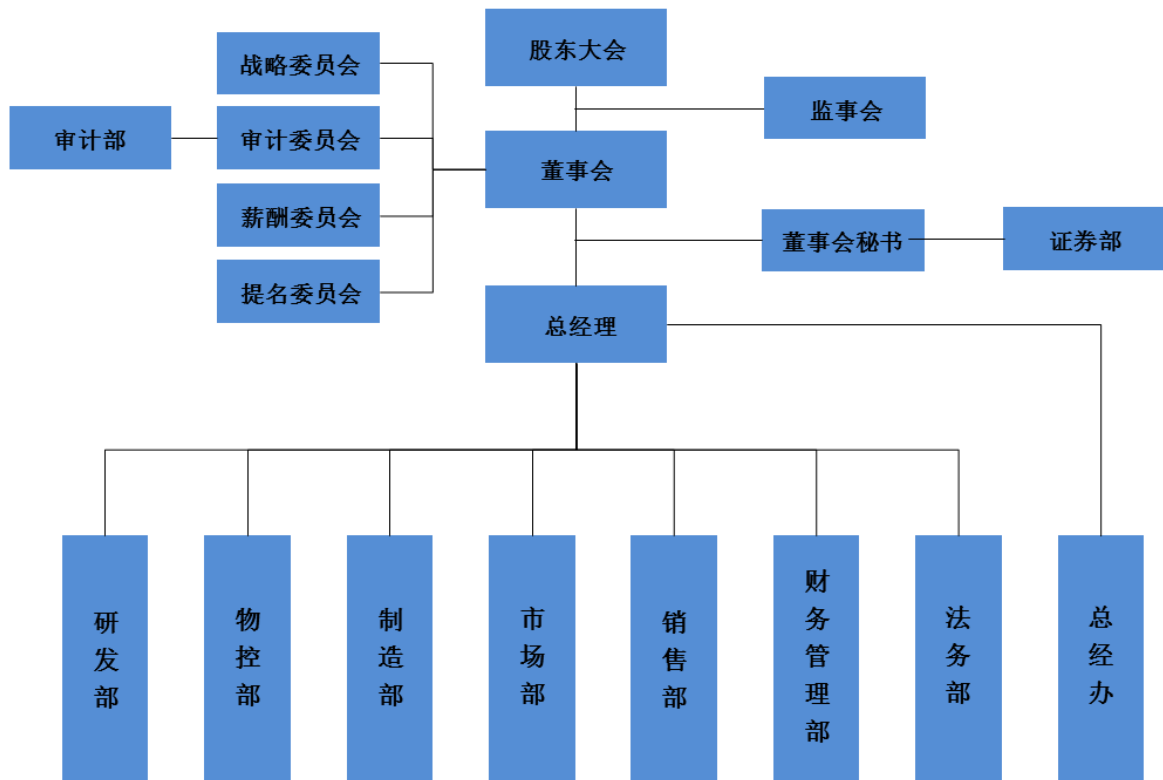 股东大会
战略委员会
监事会
审计部
审计委员会
董事会
薪酬委员会
董事会秘书
证券部
提名委员会
总经理
研发部
物控部
制造部
市场部
销售部
财务管理部
法务部
总经办